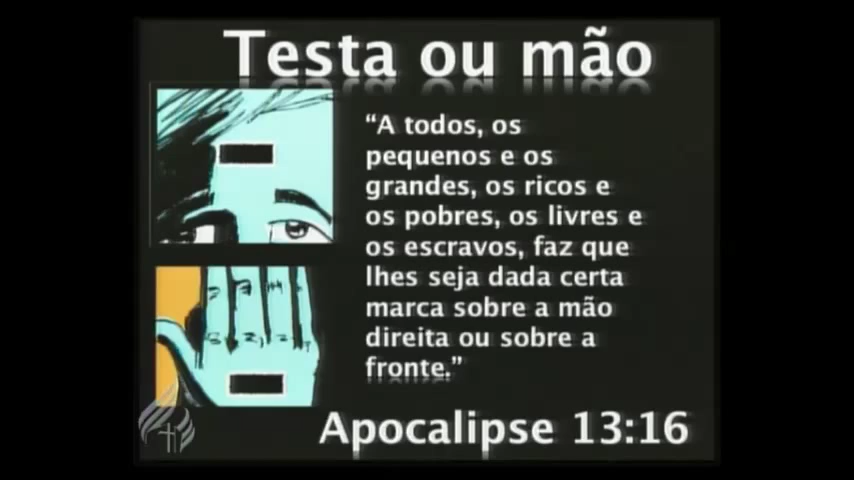 Testa ou mão
“A todos, os
pequenos e os
grandes, os ricos e
os pobres, os livres e
os escravos, faz que
lhes seja dada certa
marca sobre a mão
direita ou sobre a
fronte.”
Apocalipse 13:16